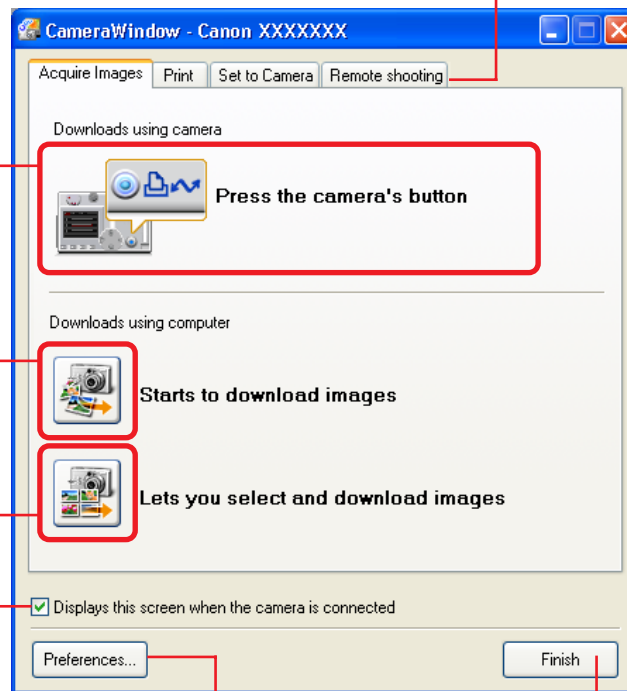 CameraWindow - Canon XXXXXXX
Acquire Images Print Set to Camera Remote shooting
Downloads using camera
Press the camera's button
Downloads using computer
Starts to download images
Lets you select and download images
Displays this screen when the camera is connected
Preferences... Finish